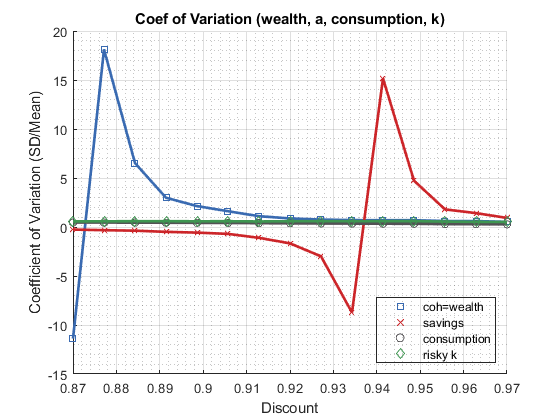 Coef of Variation (wealth, a, consumption, k)
Coefficient of Variation (SD/Mean)
20
15
10
5
0
-5
-10
-15
0.87 0.88 0.89 0.9 0.91 0.92 0.93 0.94 0.95 0.96 0.97
Discount
coh=wealth
savings
consumption
risky k